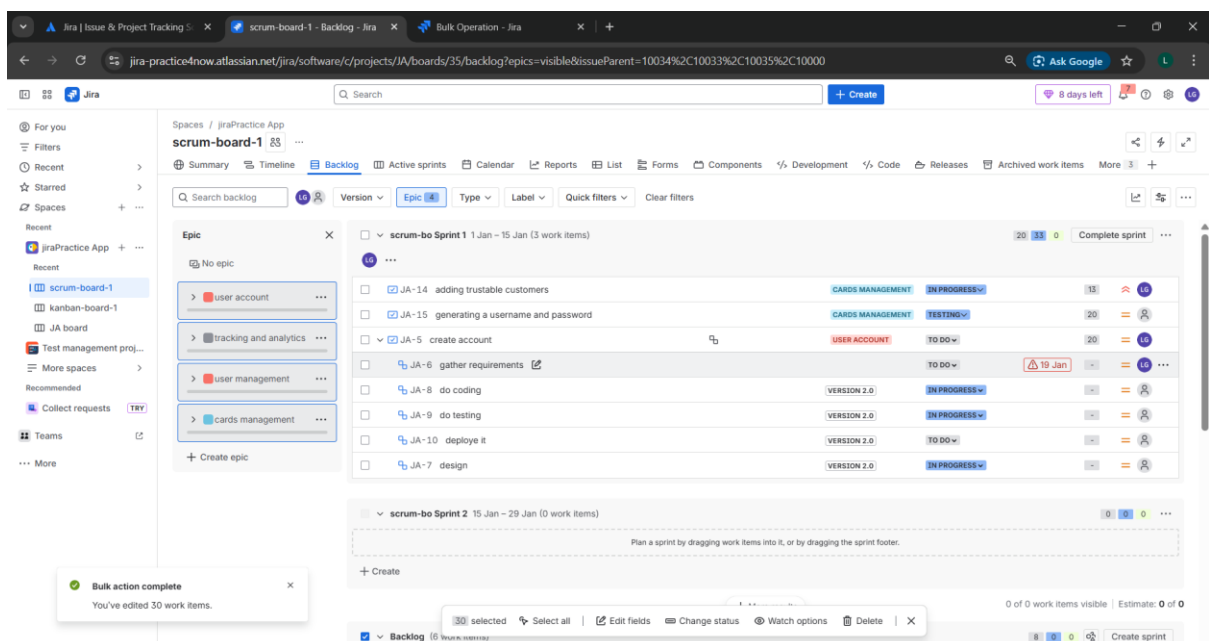 Jira | Issue & Project Tracking S
scrum-board-1 - Backlog - Jira
Bulk Operation - Jira
jira-practice4now.atlassian.net/jira/software/c/projects/JA/boards/35/backlog?epics=visible&issueParent=10034%2C10033%2C10035%2C10000
Ask Google
L
Jira
Search
+ Create
8 days left
7
LG
For you
Filters
Recent
Starred
Spaces
Recent
jiraPractice App
Recent
scrum-board-1
kanban-board-1
JA board
Test management proj...
More spaces
Recommended
Collect requests TRY
Teams
More
Spaces / jiraPractice App
scrum-board-1
Summary Timeline Backlog Active sprints Calendar Reports List Forms Components Development Code Releases Archived work items More 3
Search backlog LG Version Epic 4 Type Label Quick filters Clear filters
Epic
No epic
user account
tracking and analytics
user management
cards management
+ Create epic
scrum-bo Sprint 1 1 Jan – 15 Jan (3 work items) 20 33 0 Complete sprint
LG
JA-14 adding trustable customers CARDS MANAGEMENT IN PROGRESS 13 LG
JA-15 generating a username and password CARDS MANAGEMENT TESTING 20
JA-5 create account USER ACCOUNT TO DO 20 LG
JA-6 gather requirements TO DO 19 Jan - LG
JA-8 do coding VERSION 2.0 IN PROGRESS -
JA-9 do testing VERSION 2.0 IN PROGRESS -
JA-10 deploye it VERSION 2.0 TO DO -
JA-7 design VERSION 2.0 IN PROGRESS -
scrum-bo Sprint 2 15 Jan – 29 Jan (0 work items) 0 0 0
Plan a sprint by dragging work items into it, or by dragging the sprint footer.
+ Create
0 of 0 work items visible | Estimate: 0 of 0
Bulk action complete
You've edited 30 work items.
30 selected Select all Edit fields Change status Watch options Delete
Backlog (6 work items) 8 0 0 Create sprint